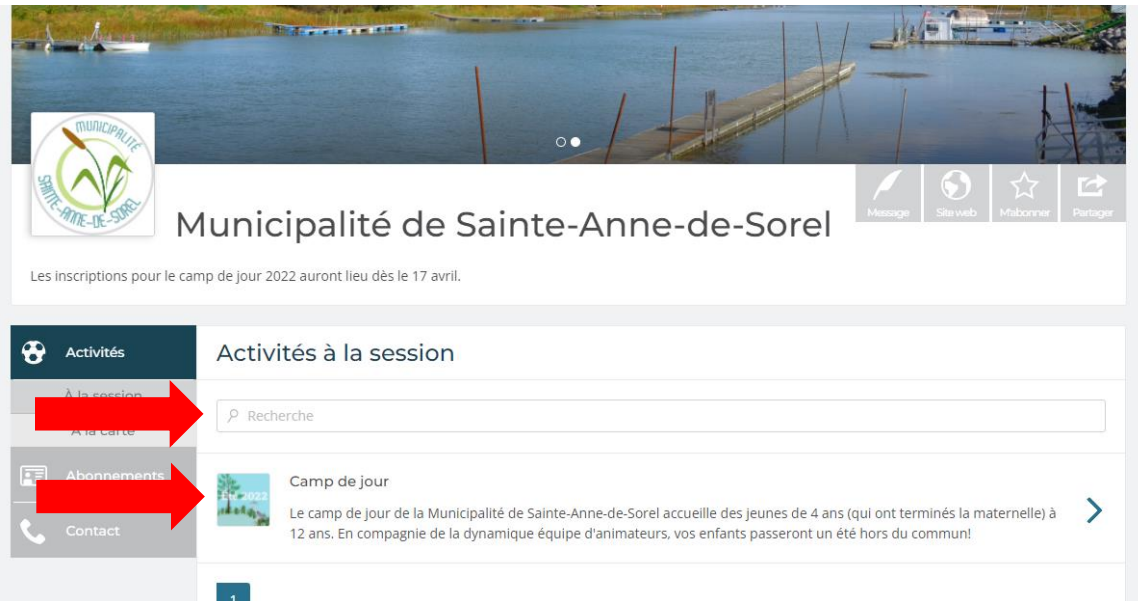 MUNICIPALITÉ
SAINTE-ANNE-DE-SOREL
Municipalité de Sainte-Anne-de-Sorel
Message
Site web
M'abonner
Partager
Les inscriptions pour le camp de jour 2022 auront lieu dès le 17 avril.
Activités
Activités à la session
À la session
Recherche
À la carte
Été 2022
Camp de jour
Abonnements
Le camp de jour de la Municipalité de Sainte-Anne-de-Sorel accueille des jeunes de 4 ans (qui ont terminés la maternelle) à
12 ans. En compagnie de la dynamique équipe d'animateurs, vos enfants passeront un été hors du commun!
Contact
1